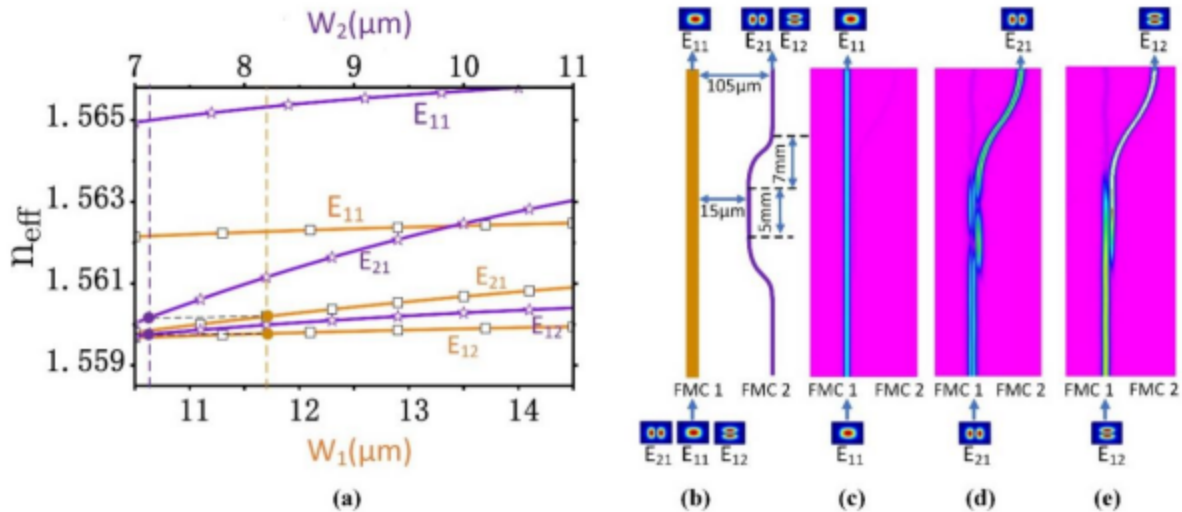 W₂(μm)
7 8 9 10 11
1.565
1.563
1.561
1.559
n_eff
E₁₁
E₁₁
E₂₁
E₂₁
E₁₂
E₁₂
11 12 13 14
W₁(μm)
(a)
E₁₁ E₂₁ E₁₂
105μm
7mm
15μm
5mm
FMC 1 FMC 2
E₂₁ E₁₁ E₁₂
(b)
E₁₁
FMC 1 FMC 2
E₁₁
(c)
E₂₁
FMC 1 FMC 2
E₂₁
(d)
E₁₂
FMC 1 FMC 2
E₁₂
(e)